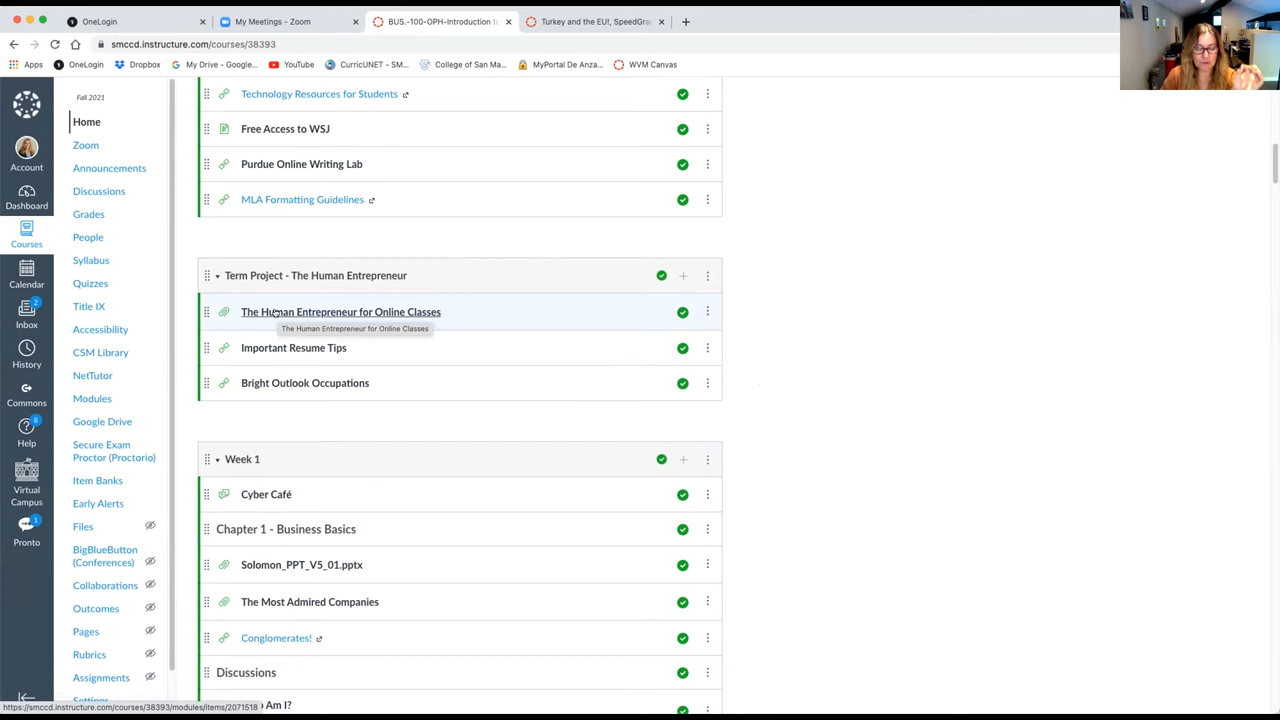 OneLogin
My Meetings - Zoom
BUS.-100-OPH-Introduction to
Turkey and the EU!, SpeedGra
smccd.instructure.com/courses/38393
Apps
OneLogin
Dropbox
My Drive - Google...
YouTube
CurricUNET - SM...
College of San Ma...
MyPortal De Anza...
WVM Canvas
Account
Dashboard
Courses
Calendar
2
Inbox
History
Commons
8
Help
Virtual
Campus
1
Pronto
Fall 2021
Home
Zoom
Announcements
Discussions
Grades
People
Syllabus
Quizzes
Title IX
Accessibility
CSM Library
NetTutor
Modules
Google Drive
Secure Exam
Proctor (Proctorio)
Item Banks
Early Alerts
Files
BigBlueButton
(Conferences)
Collaborations
Outcomes
Pages
Rubrics
Assignments
Settings
Technology Resources for Students
Free Access to WSJ
Purdue Online Writing Lab
MLA Formatting Guidelines
Term Project - The Human Entrepreneur
The Human Entrepreneur for Online Classes
The Human Entrepreneur for Online Classes
Important Resume Tips
Bright Outlook Occupations
Week 1
Cyber Café
Chapter 1 - Business Basics
Solomon_PPT_V5_01.pptx
The Most Admired Companies
Conglomerates!
Discussions
Am I?
https://smccd.instructure.com/courses/38393/modules/items/2071518